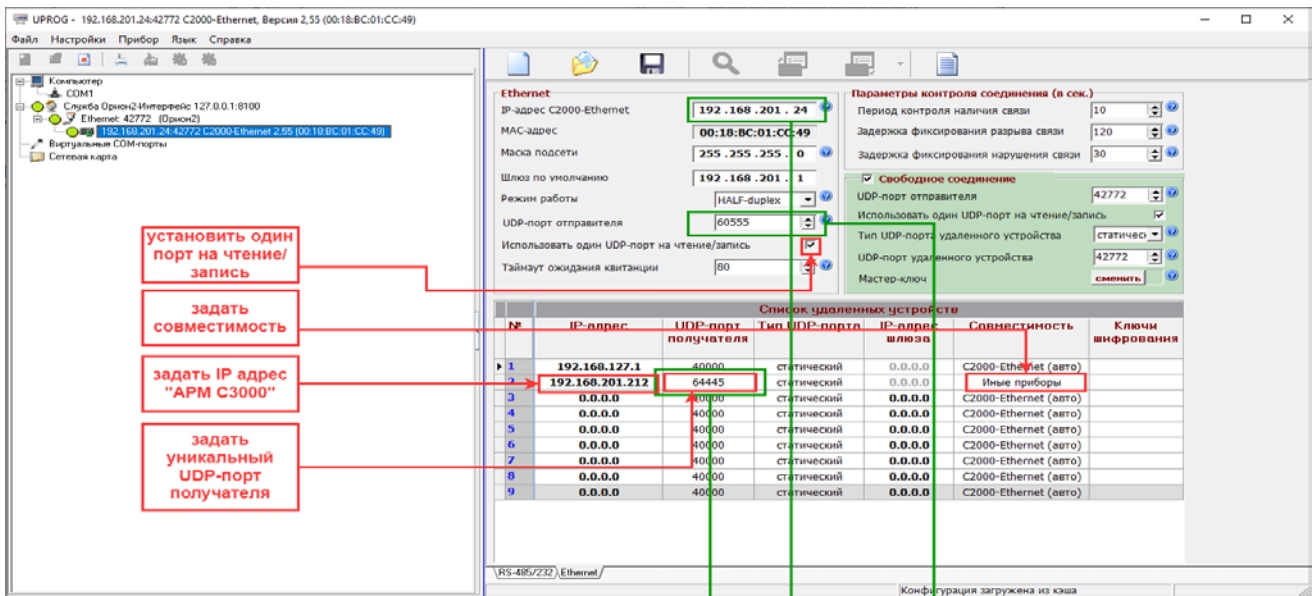 UPROG - 192.168.201.24:42772 C2000-Ethernet, Версия 2,55 (00:18:BC:01:CC:49)
Файл Настройки Прибор Язык Справка
Компьютер
COM1
Служба Орион2-Интерфейс 127.0.0.1:8100
Ethernet: 42772 (Орион2)
192.168.201.24:42772 C2000-Ethernet 2,55 (00:18:BC:01:CC:49)
Виртуальные COM-порты
Сетевая карта
установить один
порт на чтение/
запись
задать
совместимость
задать IP адрес
"АРМ С3000"
задать
уникальный
UDP-порт
получателя
Ethernet
IP-адрес C2000-Ethernet 192 .168 .201 . 24
MAC-адрес 00:18:BC:01:CC:49
Маска подсети 255 .255 .255 . 0
Шлюз по умолчанию 192 .168 .201 . 1
Режим работы HALF-duplex
UDP-порт отправителя 60555
Использовать один UDP-порт на чтение/запись
Таймаут ожидания квитанции 80
Параметры контроля соединения (в сек.)
Период контроля наличия связи 10
Задержка фиксирования разрыва связи 120
Задержка фиксирования нарушения связи 30
Свободное соединение
UDP-порт отправителя 42772
Использовать один UDP-порт на чтение/запись
Тип UDP-порта удаленного устройства статичес
UDP-порт удаленного устройства 42772
Мастер-ключ сменить
Список удаленных устройств
№ IP-адрес UDP-порт получателя Тип UDP-порта IP-адрес шлюза Совместимость Ключи шифрования
1 192.168.127.1 40000 статический 0.0.0.0 C2000-Ethernet (авто)
2 192.168.201.212 64445 статический 0.0.0.0 Иные приборы
3 0.0.0.0 40000 статический 0.0.0.0 C2000-Ethernet (авто)
4 0.0.0.0 40000 статический 0.0.0.0 C2000-Ethernet (авто)
5 0.0.0.0 40000 статический 0.0.0.0 C2000-Ethernet (авто)
6 0.0.0.0 40000 статический 0.0.0.0 C2000-Ethernet (авто)
7 0.0.0.0 40000 статический 0.0.0.0 C2000-Ethernet (авто)
8 0.0.0.0 40000 статический 0.0.0.0 C2000-Ethernet (авто)
9 0.0.0.0 40000 статический 0.0.0.0 C2000-Ethernet (авто)
RS-485/232 Ethernet
Конфигурация загружена из кэша